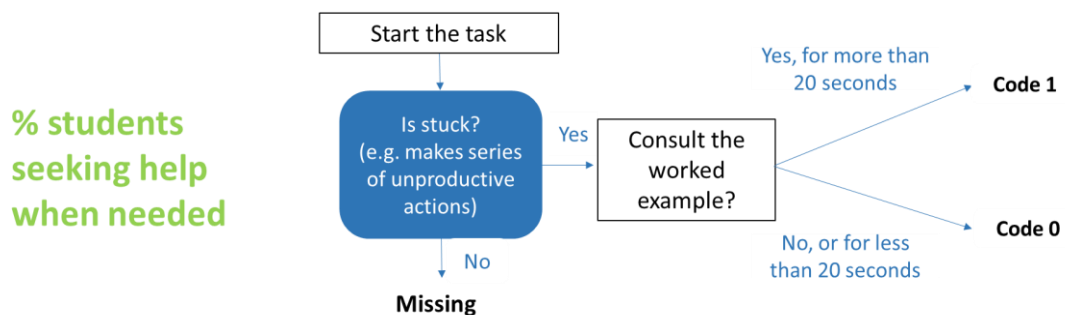 % students
seeking help
when needed
Start the task
Is stuck?
(e.g. makes series
of unproductive
actions)
Yes
No
Missing
Consult the
worked
example?
Yes, for more than
20 seconds
Code 1
No, or for less
than 20 seconds
Code 0